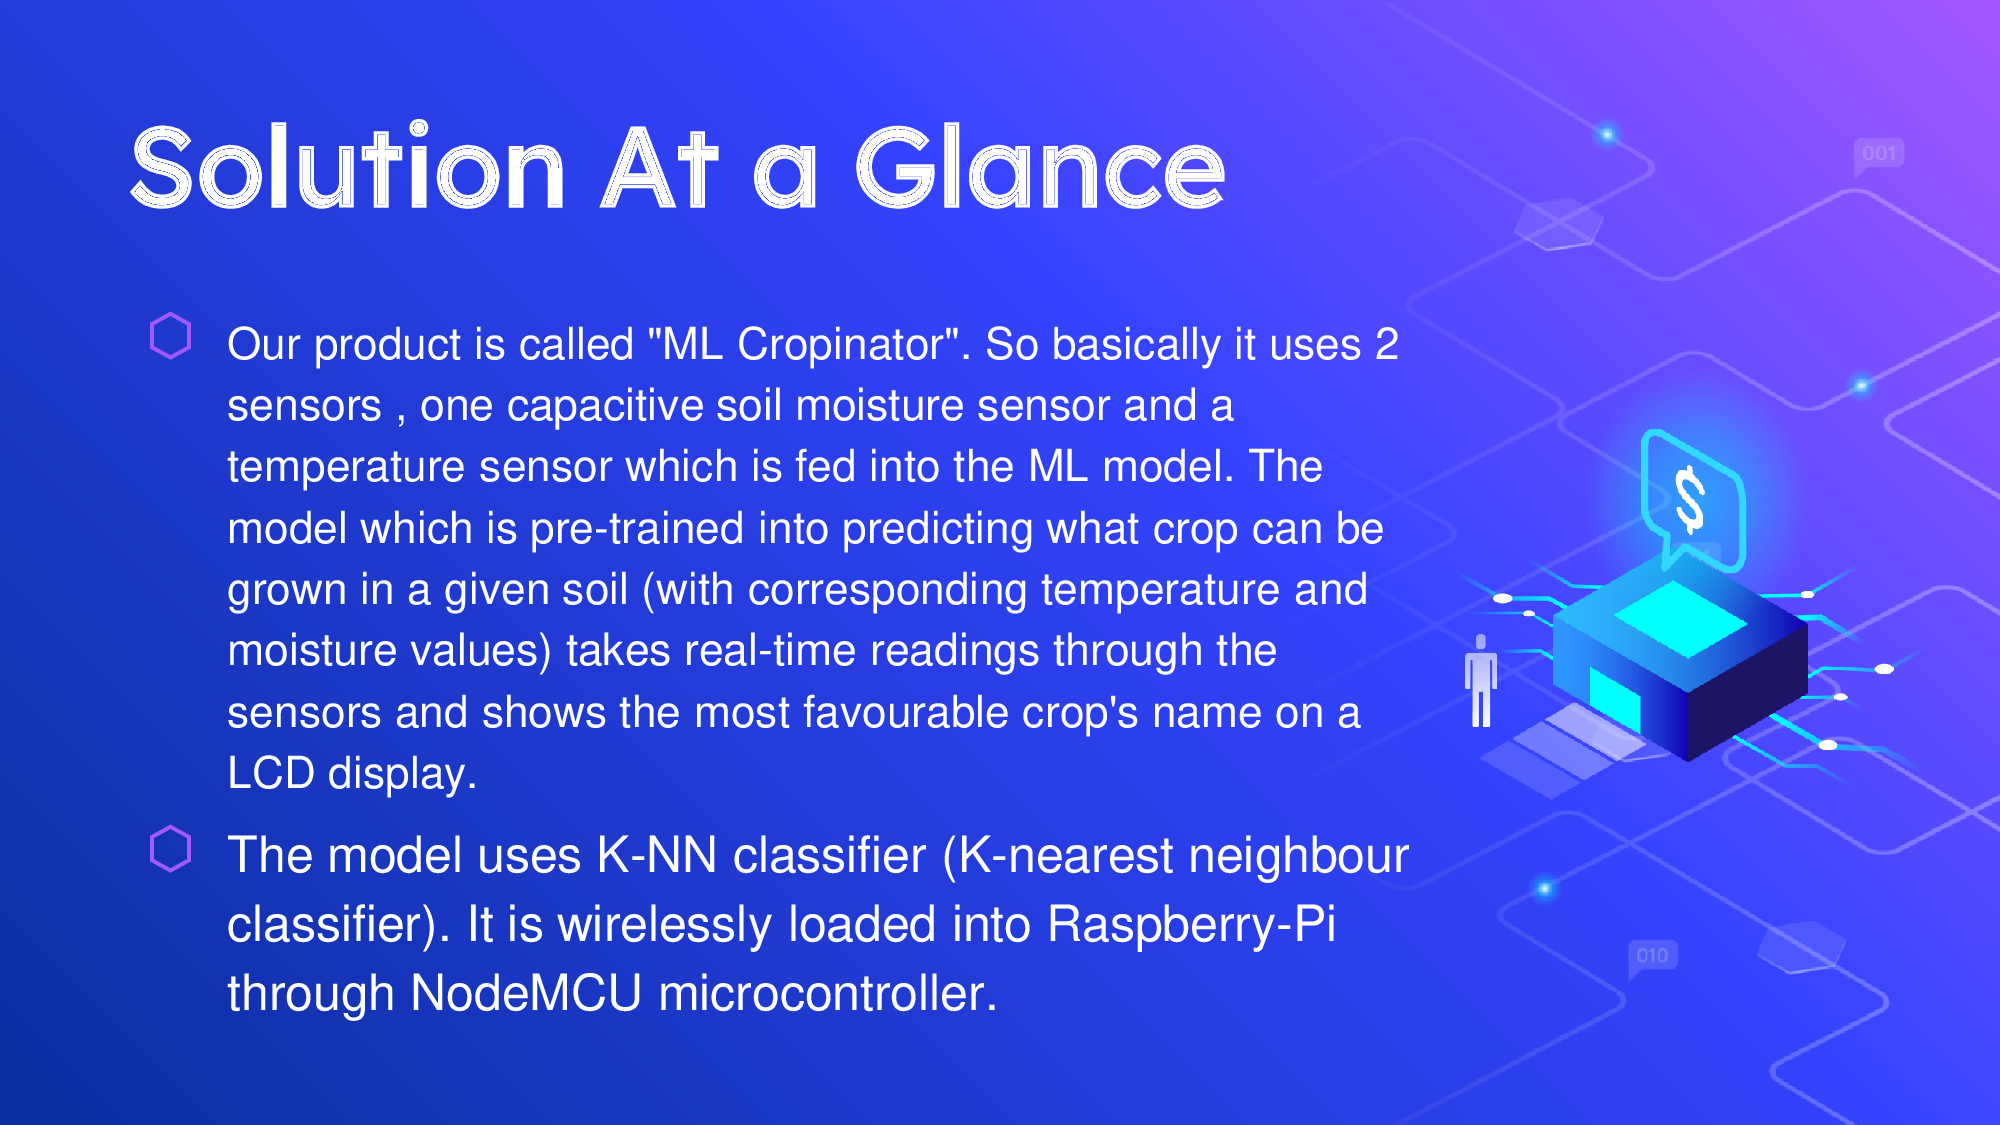 Solution At a Glance
001
Our product is called "ML Cropinator". So basically it uses 2
sensors , one capacitive soil moisture sensor and a
temperature sensor which is fed into the ML model. The
model which is pre-trained into predicting what crop can be
grown in a given soil (with corresponding temperature and
moisture values) takes real-time readings through the
sensors and shows the most favourable crop's name on a
LCD display.
$
The model uses K-NN classifier (K-nearest neighbour
classifier). It is wirelessly loaded into Raspberry-Pi
through NodeMCU microcontroller.
010